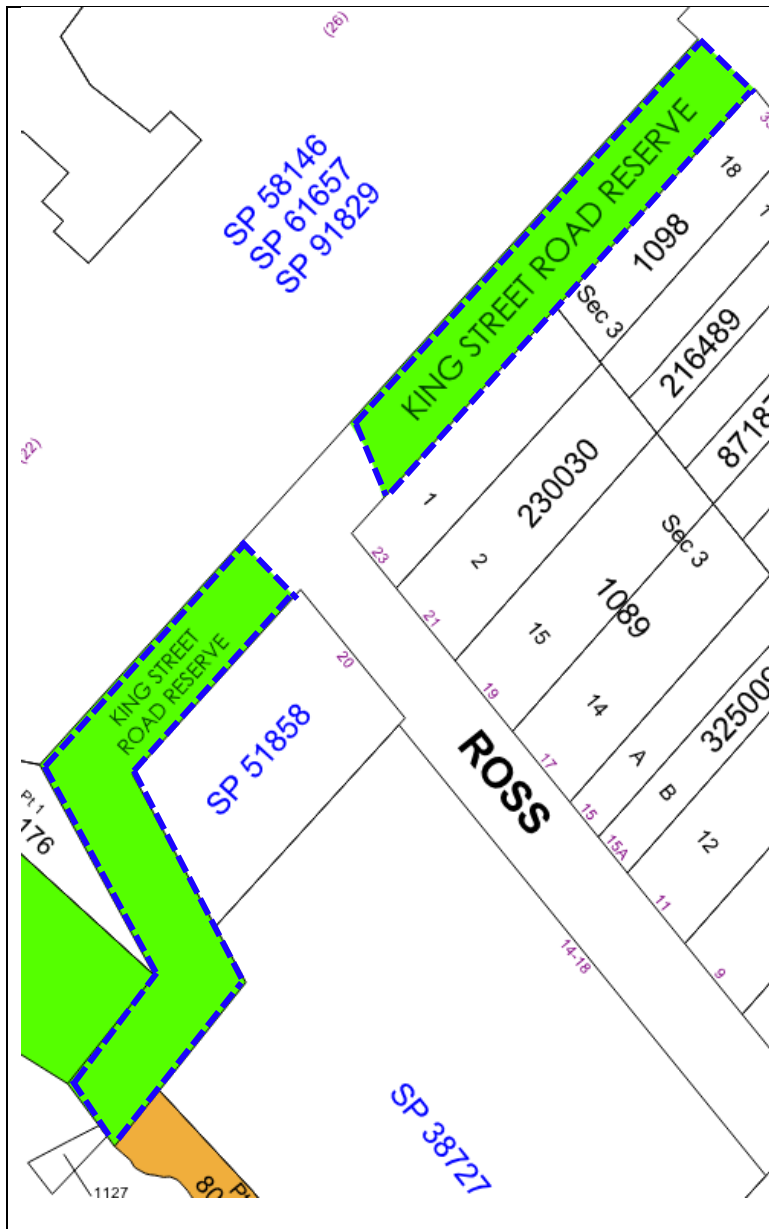 (26)
SP 58146
SP 61657
SP 91829
KING STREET ROAD RESERVE
18
1098
Sec 3
216489
(22)
1
230030
2
Sec 3
23
1089
21
15
KING STREET
ROAD RESERVE
20
19
14
325009
SP 51858
ROSS
17
A
B
Pt 1
176
15
15A
12
11
14-18
9
SP 38727
80
1127